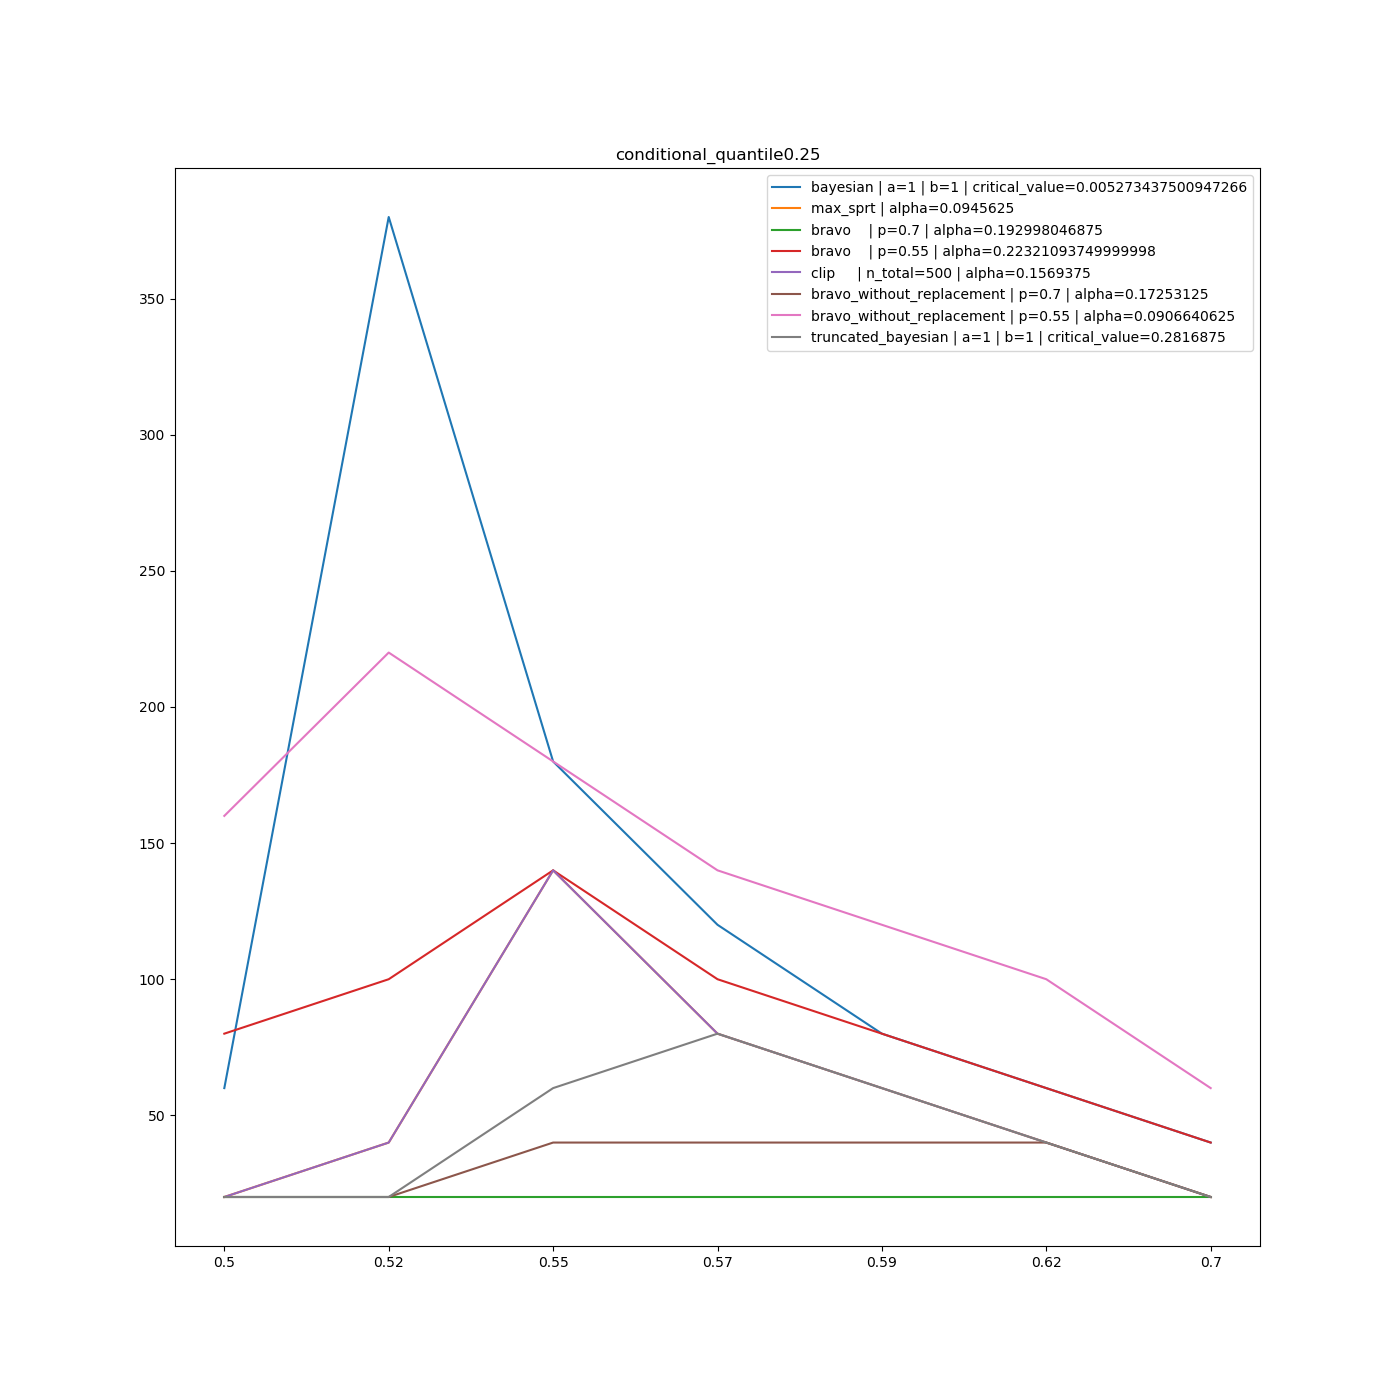 conditional_quantile0.25
bayesian | a=1 | b=1 | critical_value=0.005273437500947266
max_sprt | alpha=0.0945625
bravo    | p=0.7 | alpha=0.192998046875
bravo    | p=0.55 | alpha=0.22321093749999998
clip     | n_total=500 | alpha=0.1569375
bravo_without_replacement | p=0.7 | alpha=0.17253125
bravo_without_replacement | p=0.55 | alpha=0.0906640625
truncated_bayesian | a=1 | b=1 | critical_value=0.2816875
350
300
250
200
150
100
50
0.5 0.52 0.55 0.57 0.59 0.62 0.7